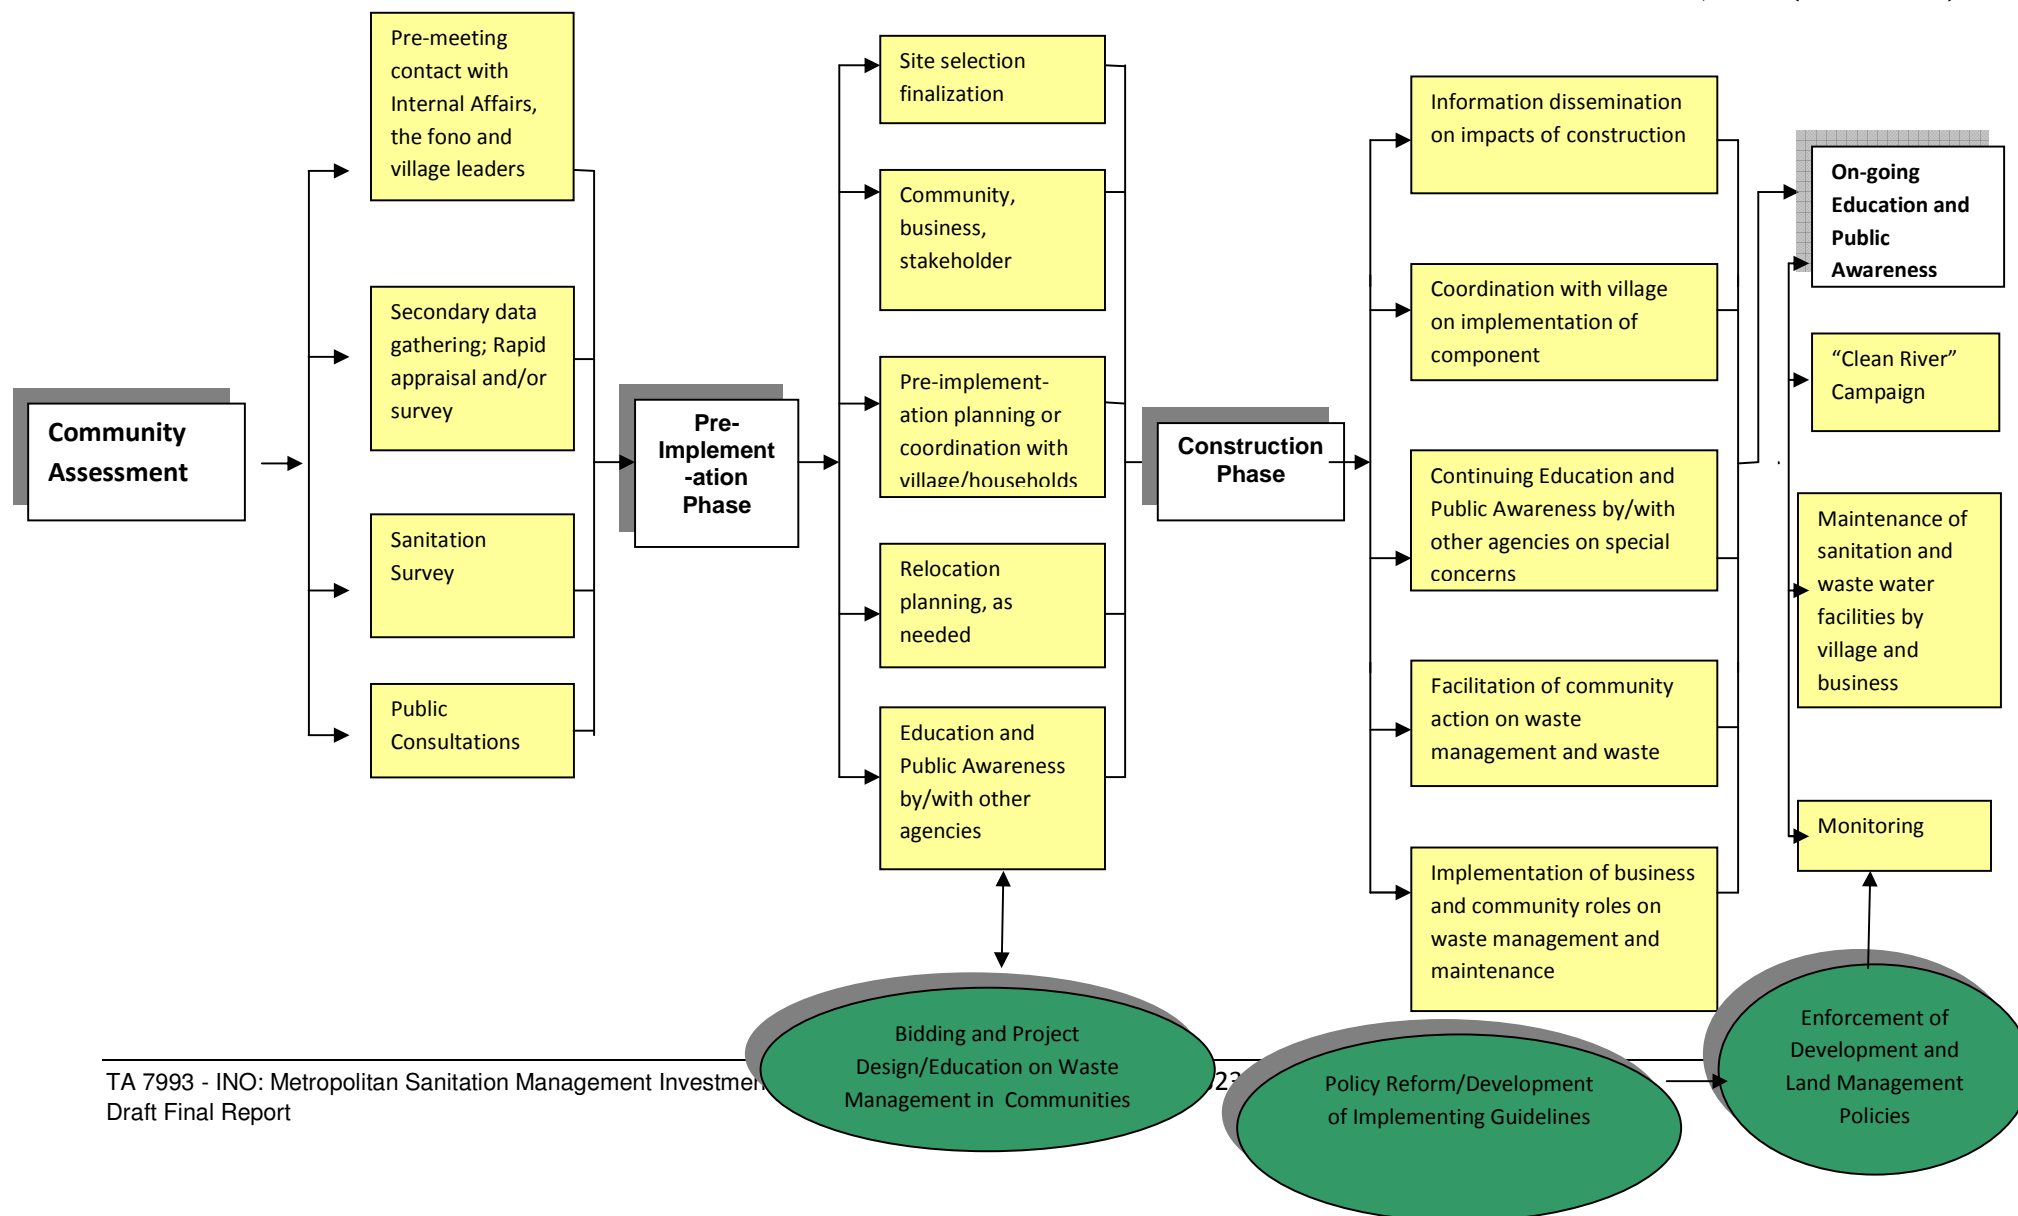 Pre-meeting
contact with
Internal Affairs,
the fono and
village leaders
Secondary data
gathering; Rapid
appraisal and/or
survey
Community
Assessment
Sanitation
Survey
Public
Consultations
Pre-
Implement
-ation
Phase
Site selection
finalization
Community,
business,
stakeholder
Pre-implement-
ation planning or
coordination with
village/households
Relocation
planning, as
needed
Education and
Public Awareness
by/with other
agencies
Construction
Phase
Information dissemination
on impacts of construction
Coordination with village
on implementation of
component
Continuing Education and
Public Awareness by/with
other agencies on special
concerns
Facilitation of community
action on waste
management and waste
Implementation of business
and community roles on
waste management and
maintenance
On-going
Education and
Public
Awareness
“Clean River”
Campaign
Maintenance of
sanitation and
waste water
facilities by
village and
business
Monitoring
Bidding and Project
Design/Education on Waste
Management in Communities
Policy Reform/Development
of Implementing Guidelines
Enforcement of
Development and
Land Management
Policies
TA 7993 - INO: Metropolitan Sanitation Management
Draft Final Report